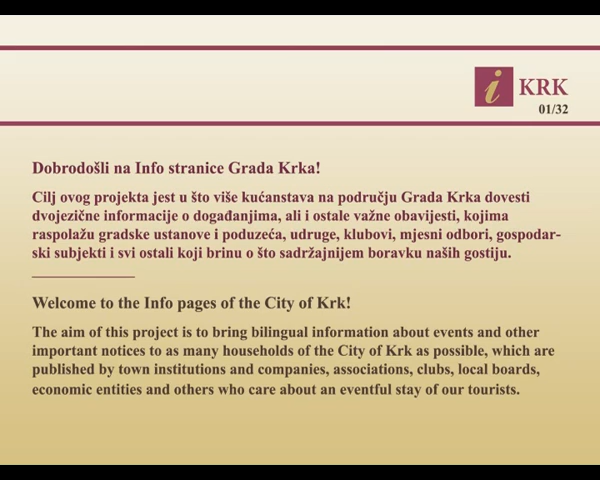 i KRK
01/32
Dobrodošli na Info stranice Grada Krka!
Cilj ovog projekta jest u što više kućanstava na području Grada Krka dovesti
dvojezične informacije o događanjima, ali i ostale važne obavijesti, kojima
raspolažu gradske ustanove i poduzeća, udruge, klubovi, mjesni odbori, gospodar-
ski subjekti i svi ostali koji brinu o što sadržajnijem boravku naših gostiju.
Welcome to the Info pages of the City of Krk!
The aim of this project is to bring bilingual information about events and other
important notices to as many households of the City of Krk as possible, which are
published by town institutions and companies, associations, clubs, local boards,
economic entities and others who care about an eventful stay of our tourists.